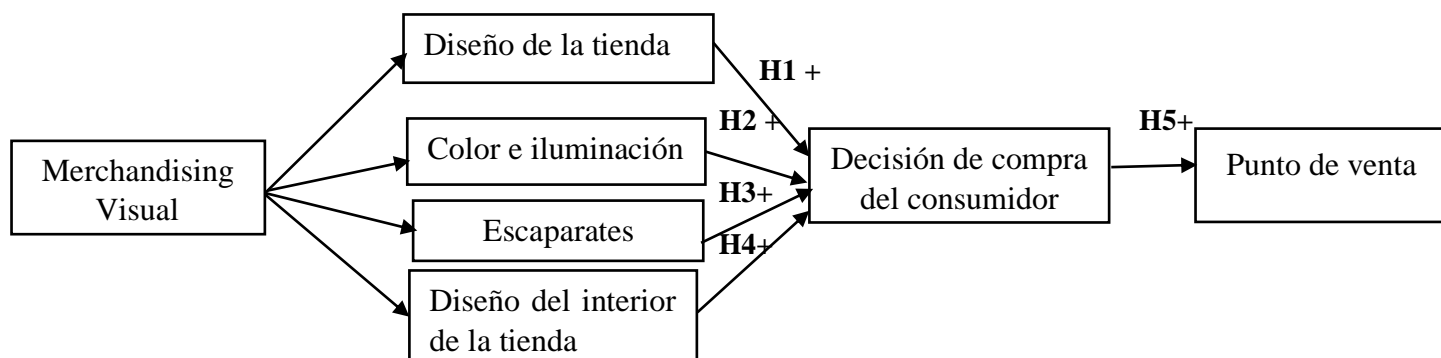 Diseño de la tienda
H1 +
H2 +
Color e iluminación
Merchandising
Visual
Decisión de compra
del consumidor
H5+
Punto de venta
H3+
Escaparates
H4+
Diseño del interior
de la tienda